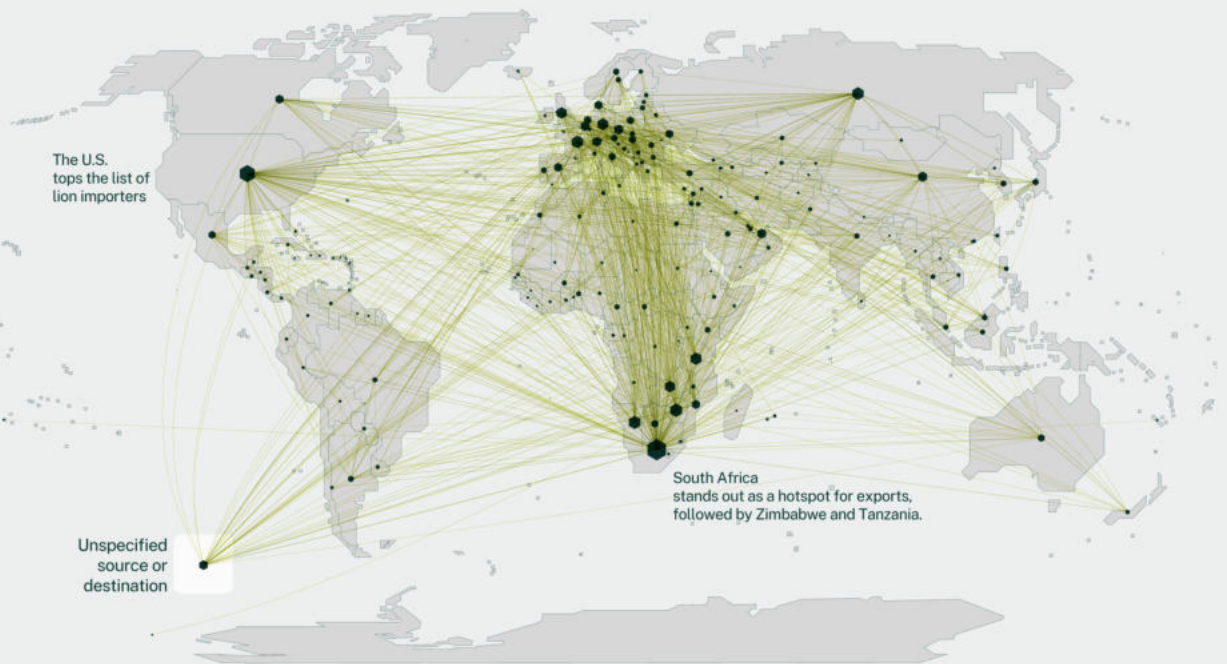 The U.S.
tops the list of
lion importers
South Africa
stands out as a hotspot for exports,
followed by Zimbabwe and Tanzania.
Unspecified
source or
destination